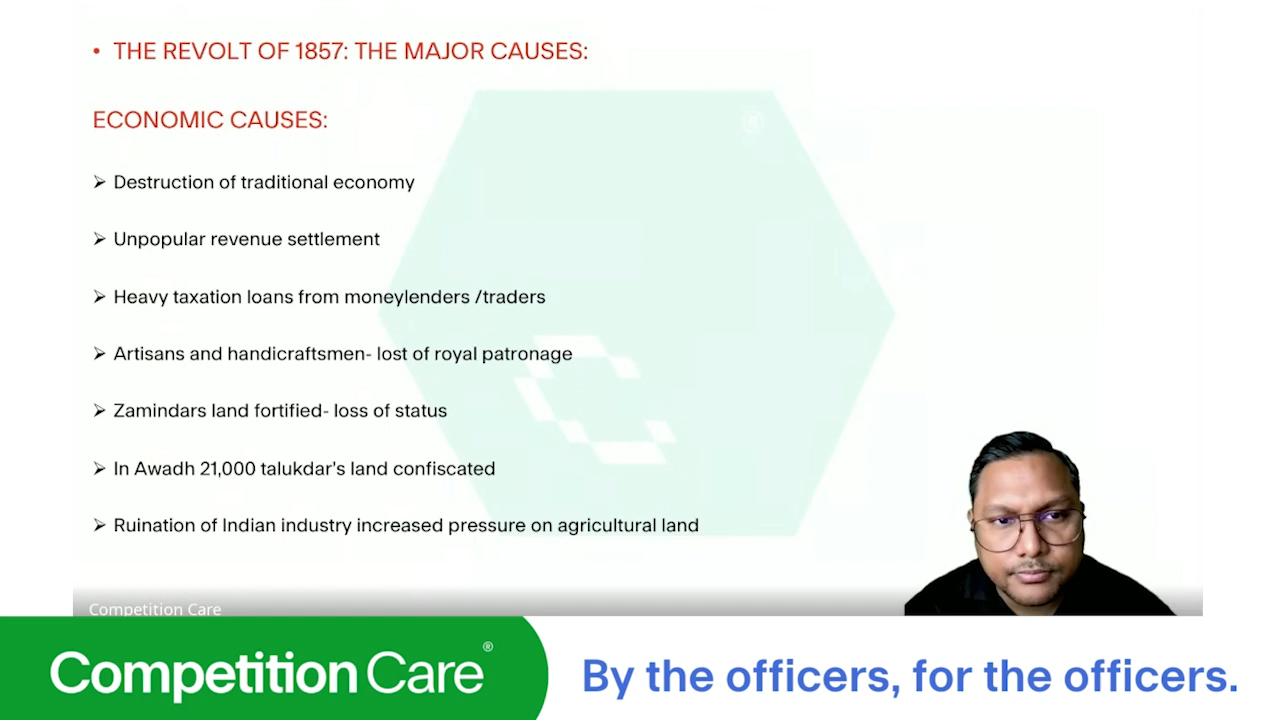 • THE REVOLT OF 1857: THE MAJOR CAUSES:
ECONOMIC CAUSES:
➢ Destruction of traditional economy
➢ Unpopular revenue settlement
➢ Heavy taxation loans from moneylenders /traders
➢ Artisans and handicraftsmen- lost of royal patronage
➢ Zamindars land fortified- loss of status
➢ In Awadh 21,000 talukdar's land confiscated
➢ Ruination of Indian industry increased pressure on agricultural land
Competition Care
Competition Care®
By the officers, for the officers.